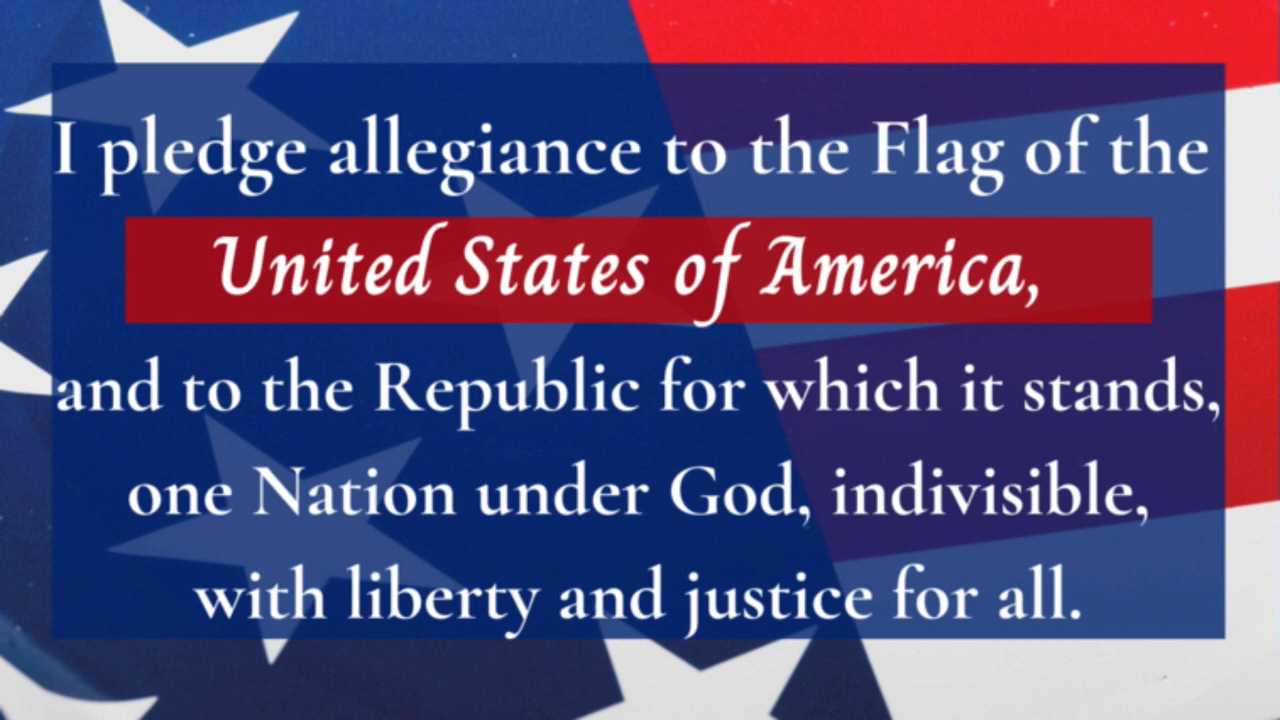 I pledge allegiance to the Flag of the
United States of America,
and to the Republic for which it stands,
one Nation under God, indivisible,
with liberty and justice for all.